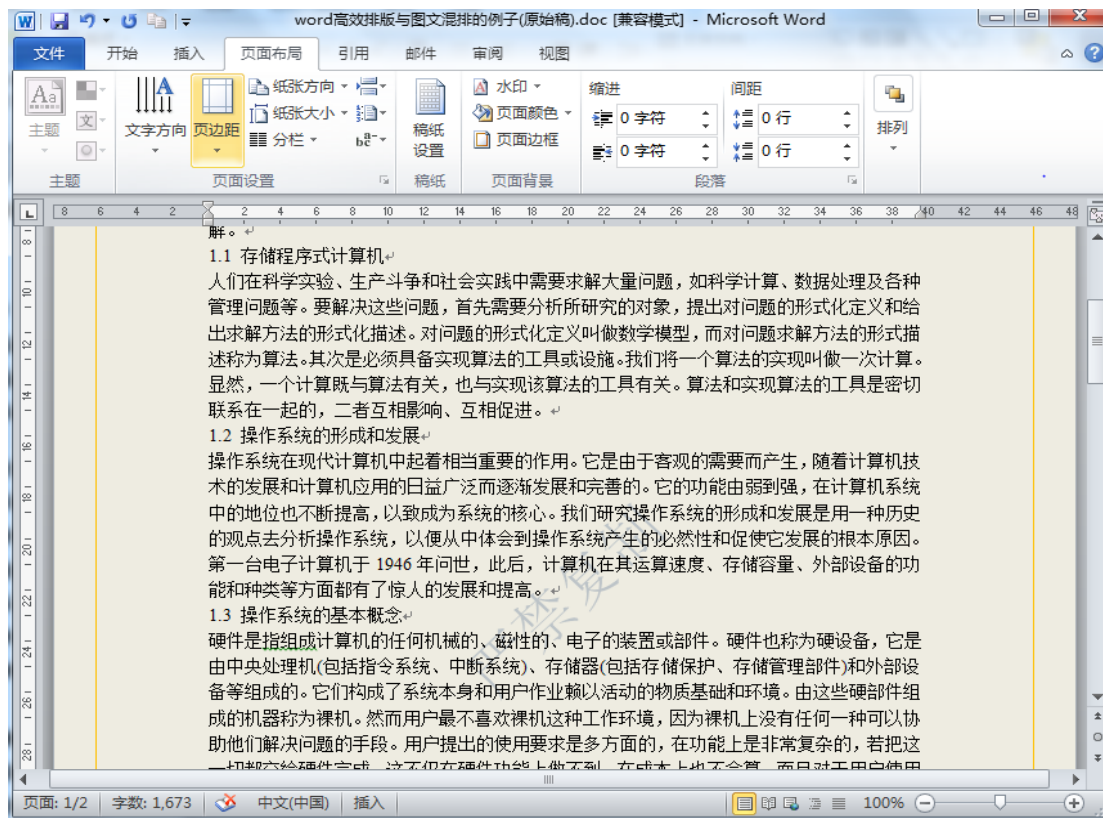 word高效排版与图文混排的例子(原始稿).doc [兼容模式] - Microsoft Word
文件 开始 插入 页面布局 引用 邮件 审阅 视图
主题 文字方向 页边距 纸张方向 纸张大小 分栏 稿纸设置 水印 页面颜色 页面边框 缩进 0 字符 0 字符 间距 0 行 0 行 排列
主题 页面设置 稿纸 页面背景 段落
8 6 4 2 2 4 6 8 10 12 14 16 18 20 22 24 26 28 30 32 34 36 38 40 42 44 46 48
解。
1.1 存储程序式计算机
人们在科学实验、生产斗争和社会实践中需要求解大量问题，如科学计算、数据处理及各种
管理问题等。要解决这些问题，首先需要分析所研究的对象，提出对问题的形式化定义和给
出求解方法的形式化描述。对问题的形式化定义叫做数学模型，而对问题求解方法的形式描
述称为算法。其次是必须具备实现算法的工具或设施。我们将一个算法的实现叫做一次计算。
显然，一个计算既与算法有关，也与实现该算法的工具有关。算法和实现算法的工具是密切
联系在一起的，二者互相影响、互相促进。
1.2 操作系统的形成和发展
操作系统在现代计算机中起着相当重要的作用。它是由于客观的需要而产生，随着计算机技
术的发展和计算机应用的日益广泛而逐渐发展和完善的。它的功能由弱到强，在计算机系统
中的地位也不断提高，以致成为系统的核心。我们研究操作系统的形成和发展是用一种历史
的观点去分析操作系统，以便从中体会到操作系统产生的必然性和促使它发展的根本原因。
第一台电子计算机于 1946 年问世，此后，计算机在其运算速度、存储容量、外部设备的功
能和种类等方面都有了惊人的发展和提高。
1.3 操作系统的基本概念
硬件是指组成计算机的任何机械的、磁性的、电子的装置或部件。硬件也称为硬设备，它是
由中央处理机(包括指令系统、中断系统)、存储器(包括存储保护、存储管理部件)和外部设
备等组成的。它们构成了系统本身和用户作业赖以活动的物质基础和环境。由这些硬部件组
成的机器称为裸机。然而用户最不喜欢裸机这种工作环境，因为裸机上没有任何一种可以协
助他们解决问题的手段。用户提出的使用要求是多方面的，在功能上是非常复杂的，若把这
严禁复制
页面: 1/2 字数: 1,673 中文(中国) 插入 100%